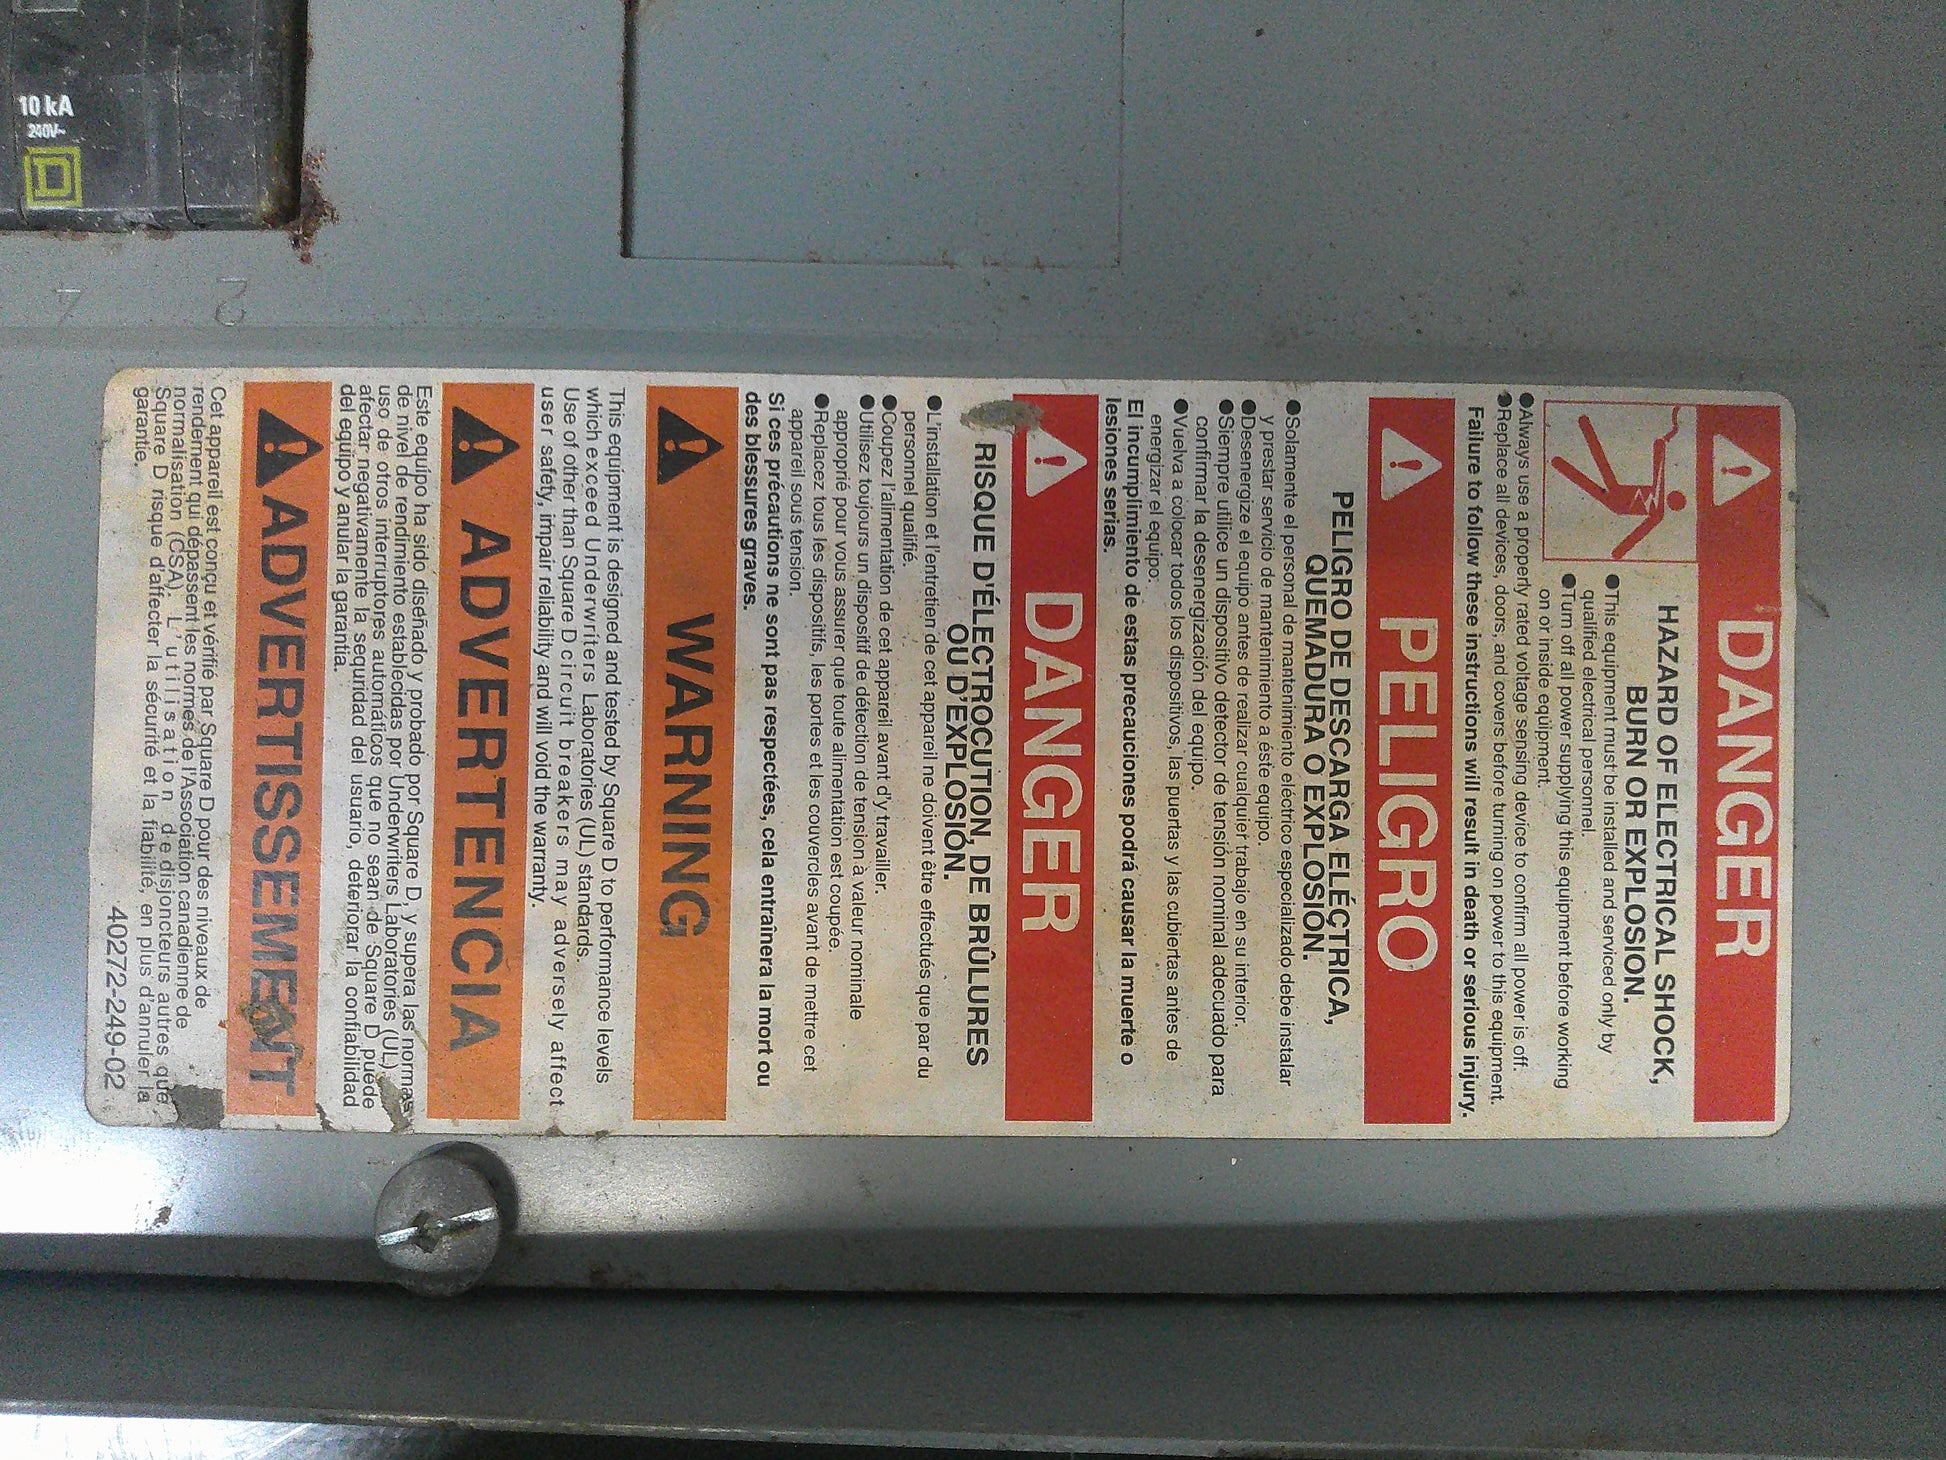 DANGER
HAZARD OF ELECTRICAL SHOCK,
BURN OR EXPLOSION.
●This equipment must be installed and serviced only by
qualified electrical personnel.
●Turn off all power supplying this equipment before working
on or inside equipment.
●Always use a properly rated voltage sensing device to confirm all power is off.
●Replace all devices, doors, and covers before turning on power to this equipment.
Failure to follow these instructions will result in death or serious injury.
PELIGRO
PELIGRO DE DESCARGA ELÉCTRICA,
QUEMADURA O EXPLOSIÓN.
●Solamente el personal de mantenimiento eléctrico especializado debe instalar
y prestar servicio de mantenimiento a éste equipo.
●Desenergize el equipo antes de realizar cualquier trabajo en su interior.
●Siempre utilice un dispositivo detector de tensión nominal adecuado para
confirmar la desenergización del equipo.
●Vuelva a colocar todos los dispositivos, las puertas y las cubiertas antes de
energizar el equipo.
El incumplimiento de estas precauciones podrá causar la muerte o
lesiones serias.
DANGER
RISQUE D'ÉLECTROCUTION, DE BRÛLURES
OU D'EXPLOSIÓN.
●L'installation et l'entretien de cet appareil ne doivent être effectués que par du
personnel qualifié.
●Coupez l'alimentation de cet appareil avant d'y travailler.
●Utilisez toujours un dispositif de détection de tension à valeur nominale
approprié pour vous assurer que toute alimentation est coupée.
●Replacez tous les dispositifs, les portes et les couvercles avant de mettre cet
appareil sous tension.
Si ces précautions ne sont pas respectées, cela entraînera la mort ou
des blessures graves.
WARNING
This equipment is designed and tested by Square D to performance levels
which exceed Underwriters Laboratories (UL) standards.
Use of other than Square D circuit breakers may adversely affect
user safety, impair reliability and will void the warranty.
ADVERTENCIA
Este equipo ha sido diseñado y probado por Square D, y supera las normas
de nivel de rendimiento establecidas por Underwriters Laboratories (UL). El
uso de otros interruptores automáticos que no sean de Square D puede
afectar negativamente la seguridad del usuario, deteriorar la confiabilidad
del equipo y anular la garantía.
ADVERTISSEMENT
Cet appareil est conçu et vérifié par Square D pour des niveaux de
rendement qui dépassent les normes de l'Association canadienne de
normalisation (CSA). L'utilisation de disjoncteurs autres que
Square D risque d'affecter la sécurité et la fiabilité, en plus d'annuler la
garantie.
40272-249-02
10 kA
240V~
D
2
4